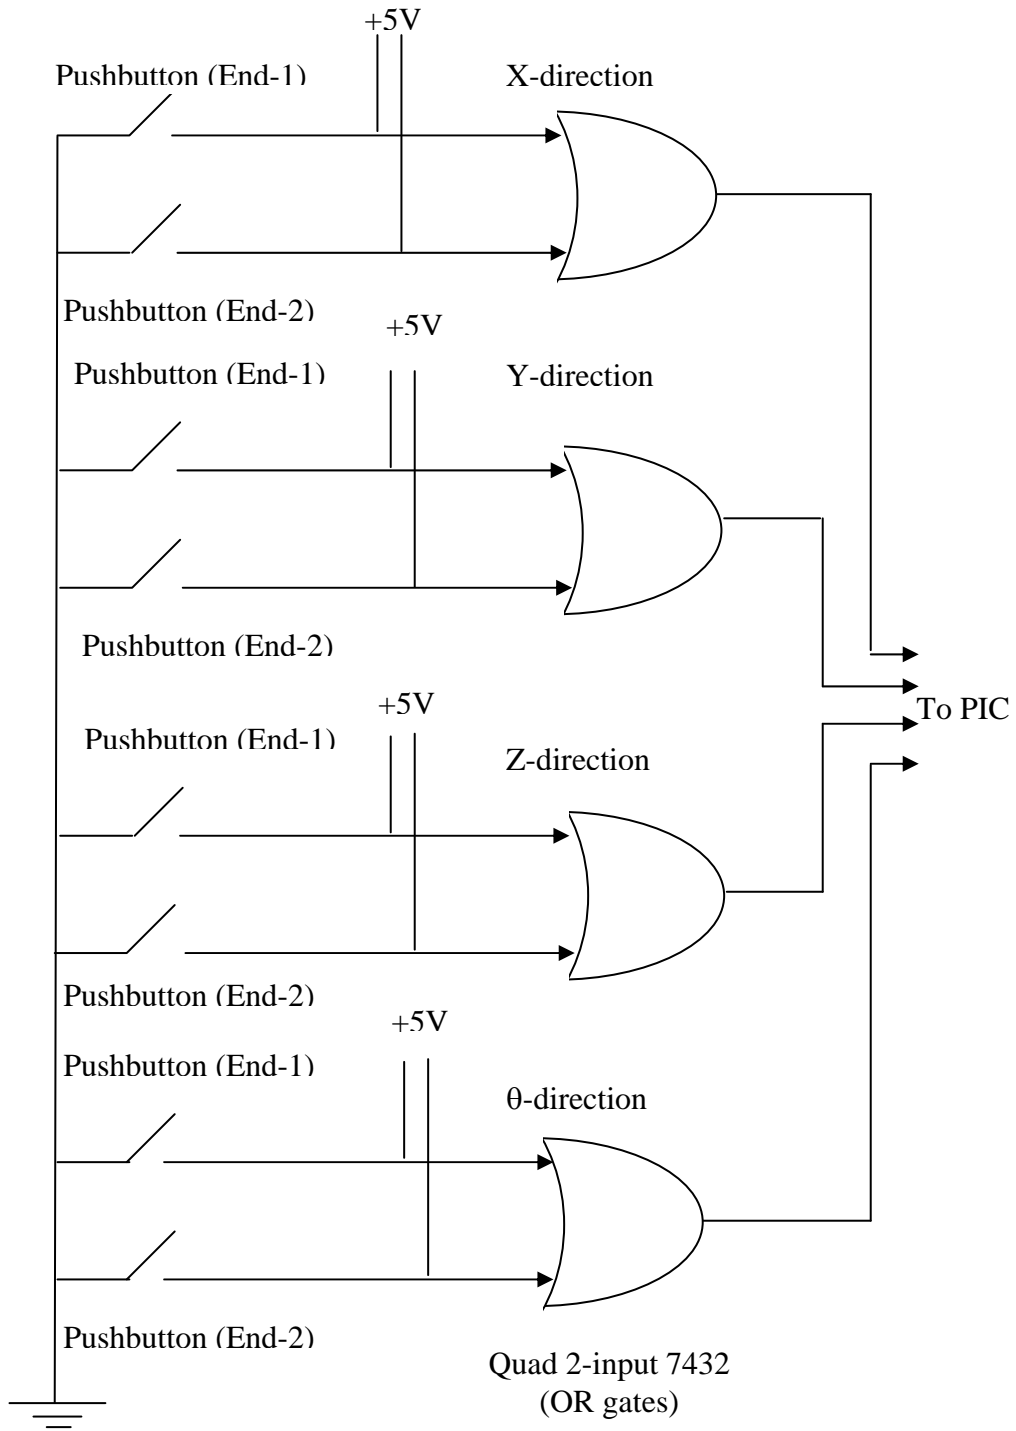 +5V
Pushbutton (End-1)
X-direction
Pushbutton (End-2)
+5V
Pushbutton (End-1)
Y-direction
Pushbutton (End-2)
+5V
Pushbutton (End-1)
Z-direction
To PIC
Pushbutton (End-2)
+5V
Pushbutton (End-1)
θ-direction
Pushbutton (End-2)
Quad 2-input 7432
(OR gates)